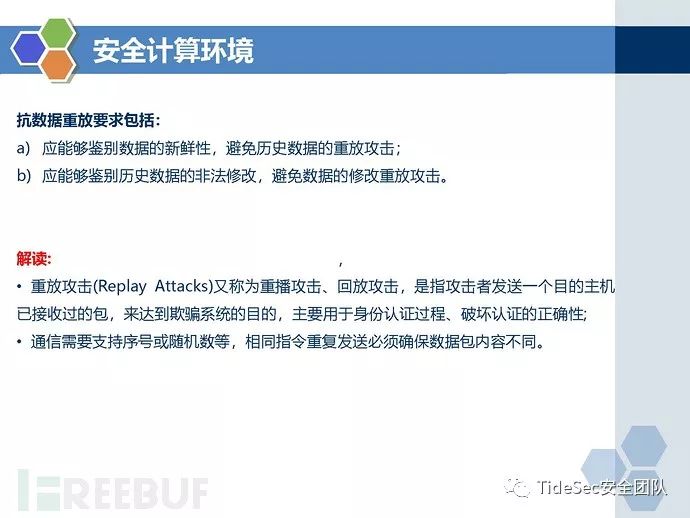 安全计算环境
抗数据重放要求包括：
a) 应能够鉴别数据的新鲜性，避免历史数据的重放攻击；
b) 应能够鉴别历史数据的非法修改，避免数据的修改重放攻击。
，
解读:
• 重放攻击(Replay Attacks)又称为重播攻击、回放攻击，是指攻击者发送一个目的主机
已接收过的包，来达到欺骗系统的目的，主要用于身份认证过程、破坏认证的正确性;
• 通信需要支持序号或随机数等，相同指令重复发送必须确保数据包内容不同。
FREEBUF
TideSec安全团队